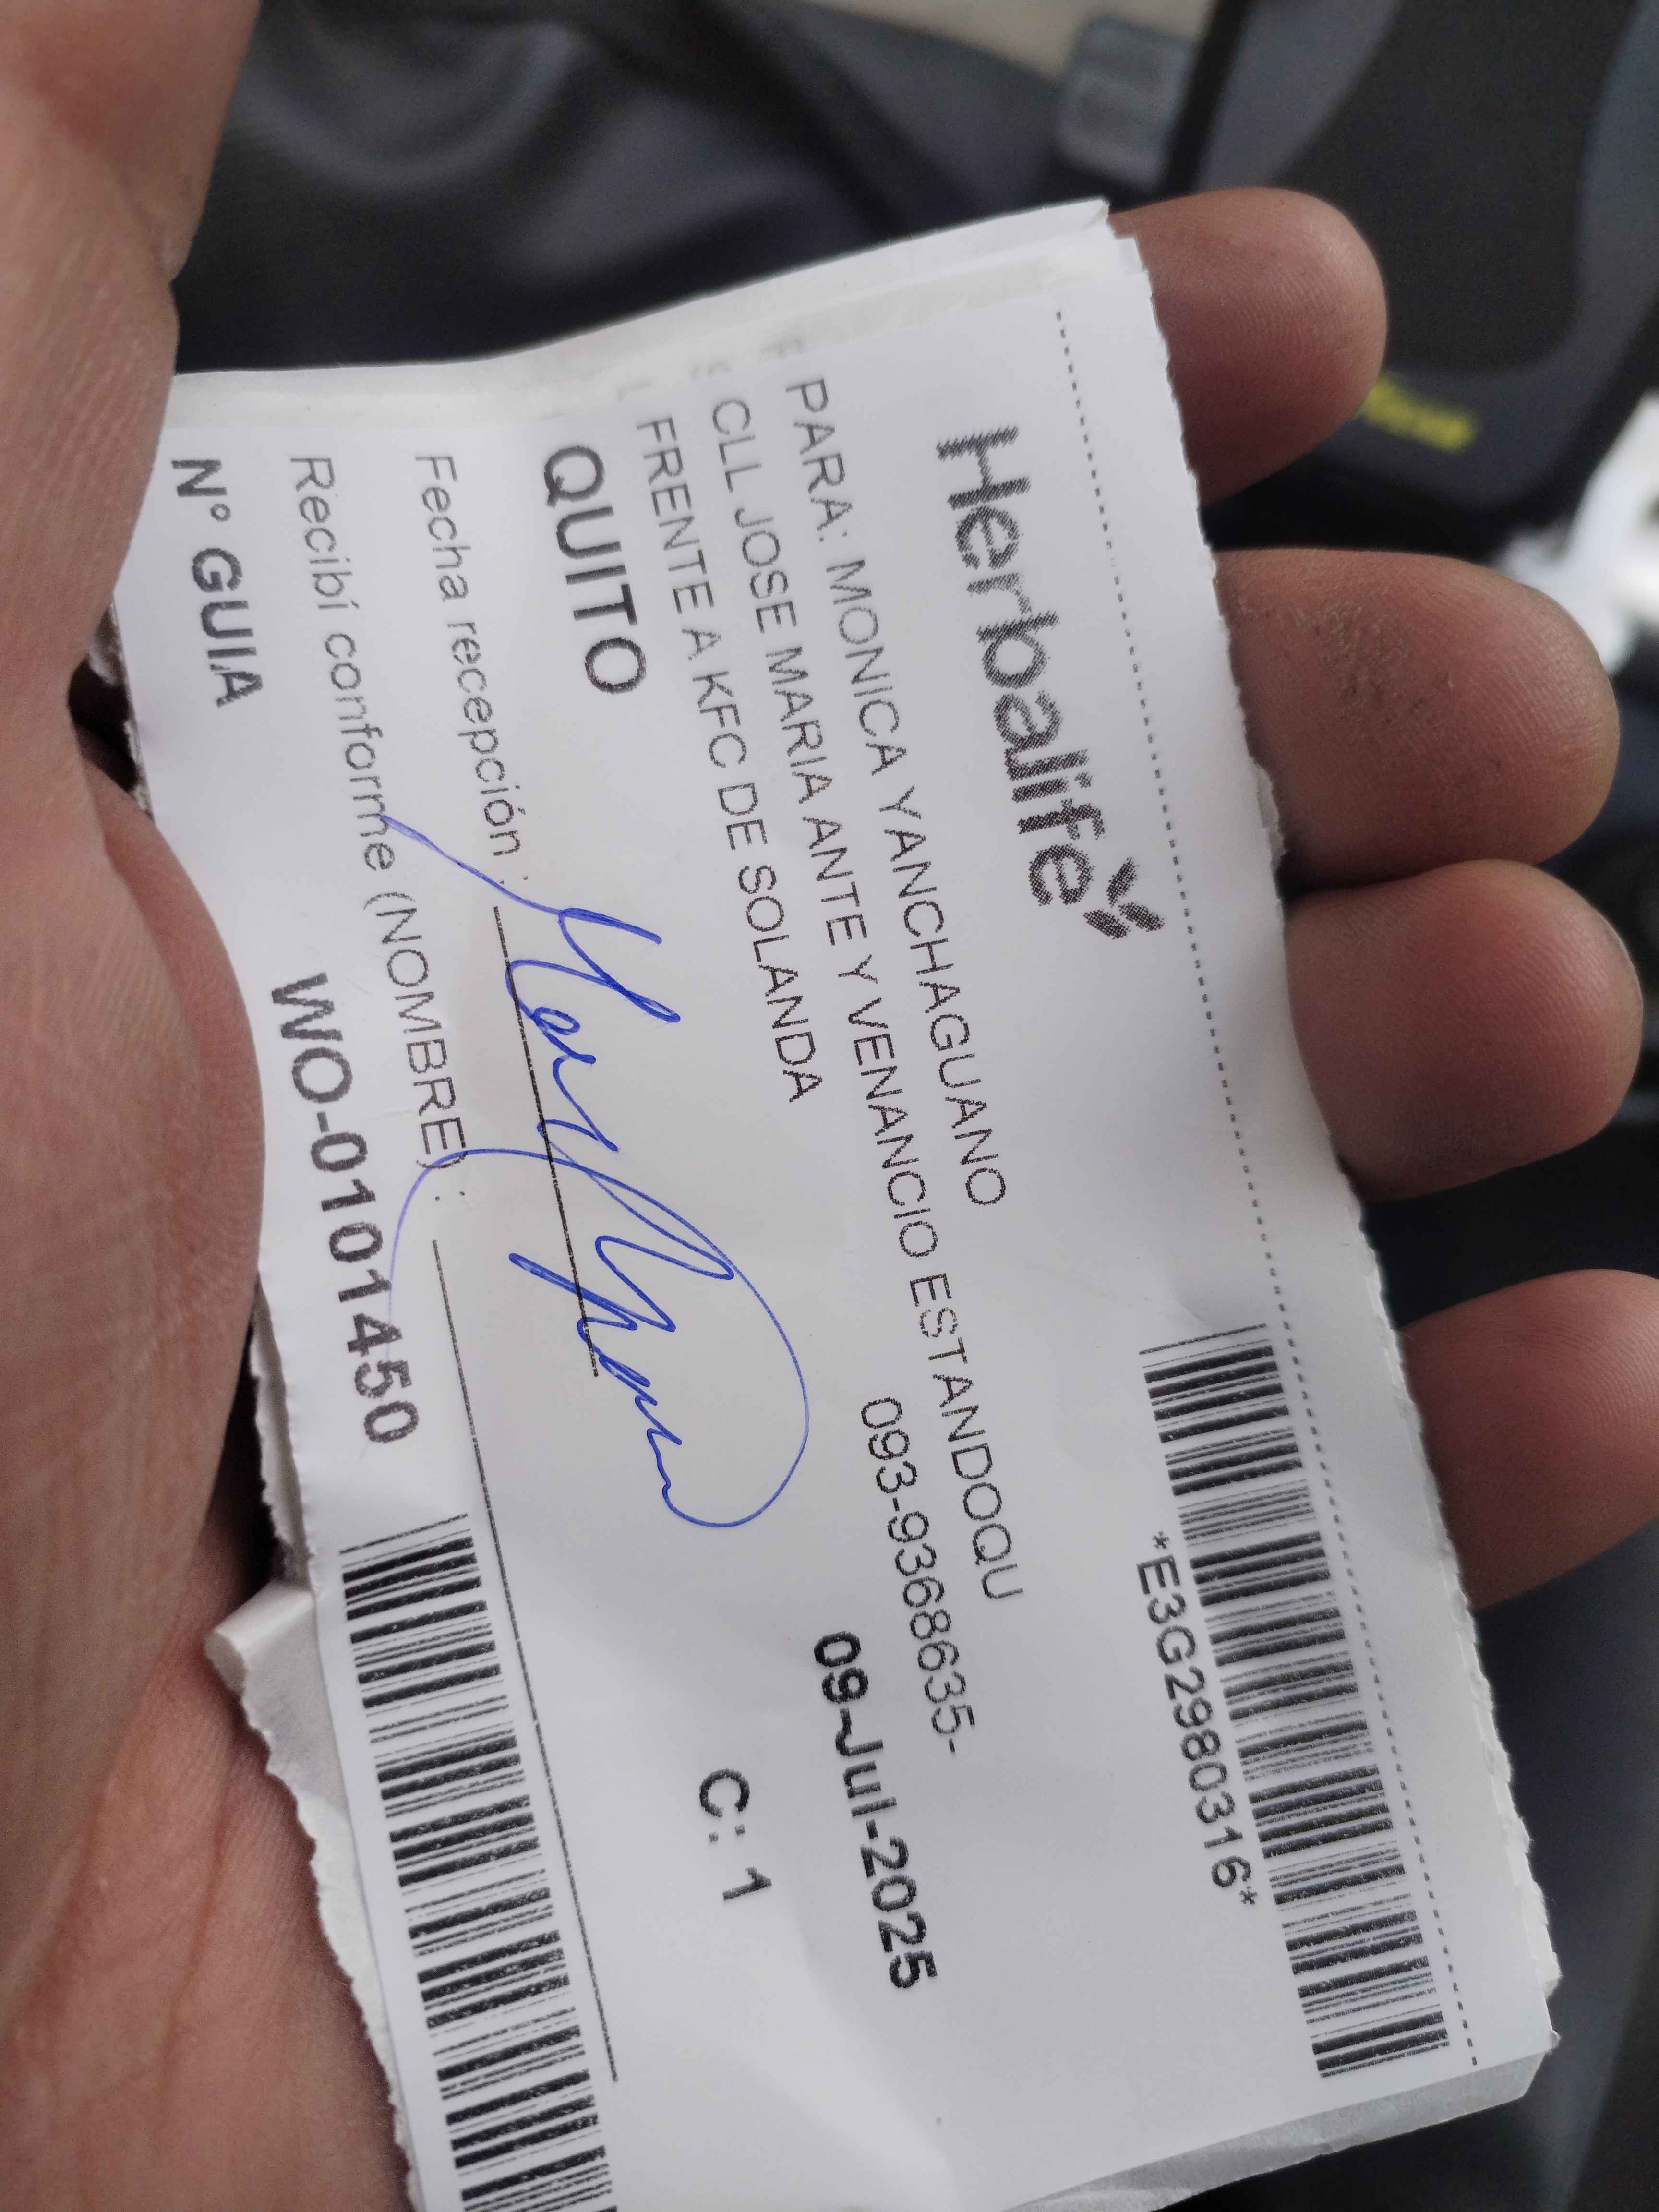 Herbalife
*E3G2980316*
PARA: MONICA YANCHAGUANO
CLL JOSE MARIA ANTE Y VENANCIO ESTANDOQU
FRENTE A KFC DE SOLANDA
093-9368635-
QUITO
09-Jul-2025
C: 1
Fecha recepción :
Recibí conforme (NOMBRE) :
Nº GUIA WO-0101450